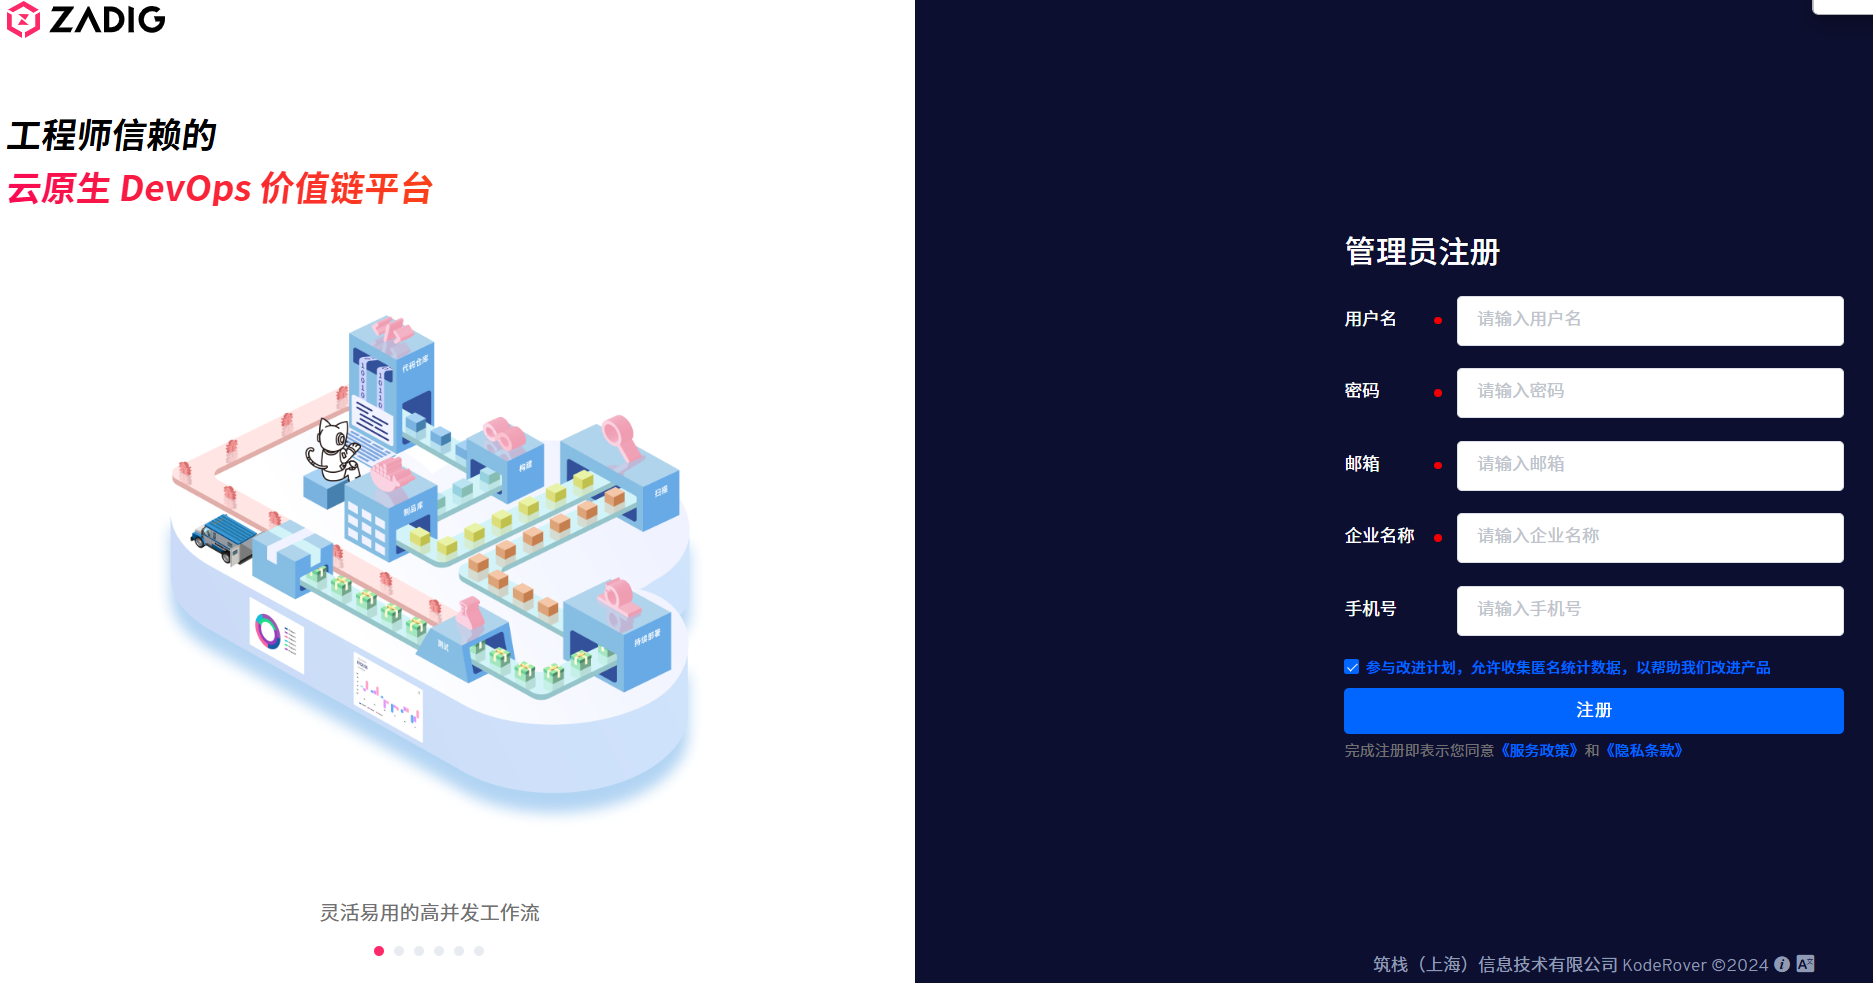 ZADIG
工程师信赖的
云原生 DevOps 价值链平台
代码仓库
构建
扫描
制品库
测试
持续部署
灵活易用的高并发工作流
管理员注册
用户名
请输入用户名
密码
请输入密码
邮箱
请输入邮箱
企业名称
请输入企业名称
手机号
请输入手机号
参与改进计划，允许收集匿名统计数据，以帮助我们改进产品
注册
完成注册即表示您同意《服务政策》和《隐私条款》
筑栈（上海）信息技术有限公司 KodeRover ©2024